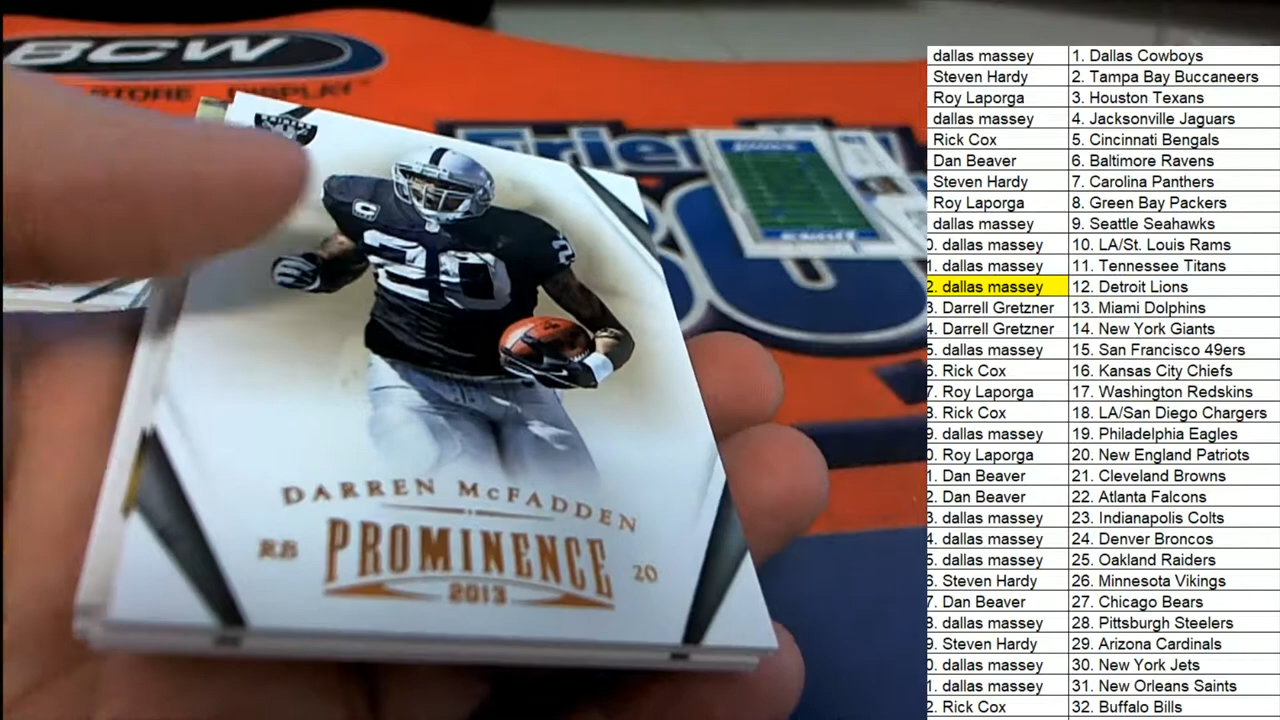 BCW
STORE DISPLAY
DARREN McFADDEN
RB PROMINENCE 20
2013
20
20
dallas massey 1. Dallas Cowboys
Steven Hardy 2. Tampa Bay Buccaneers
Roy Laporga 3. Houston Texans
dallas massey 4. Jacksonville Jaguars
Rick Cox 5. Cincinnati Bengals
Dan Beaver 6. Baltimore Ravens
Steven Hardy 7. Carolina Panthers
Roy Laporga 8. Green Bay Packers
dallas massey 9. Seattle Seahawks
0. dallas massey 10. LA/St. Louis Rams
1. dallas massey 11. Tennessee Titans
2. dallas massey 12. Detroit Lions
3. Darrell Gretzner 13. Miami Dolphins
4. Darrell Gretzner 14. New York Giants
5. dallas massey 15. San Francisco 49ers
6. Rick Cox 16. Kansas City Chiefs
7. Roy Laporga 17. Washington Redskins
8. Rick Cox 18. LA/San Diego Chargers
9. dallas massey 19. Philadelphia Eagles
0. Roy Laporga 20. New England Patriots
1. Dan Beaver 21. Cleveland Browns
2. Dan Beaver 22. Atlanta Falcons
3. dallas massey 23. Indianapolis Colts
4. dallas massey 24. Denver Broncos
5. dallas massey 25. Oakland Raiders
6. Steven Hardy 26. Minnesota Vikings
7. Dan Beaver 27. Chicago Bears
8. dallas massey 28. Pittsburgh Steelers
9. Steven Hardy 29. Arizona Cardinals
0. dallas massey 30. New York Jets
1. dallas massey 31. New Orleans Saints
2. Rick Cox 32. Buffalo Bills